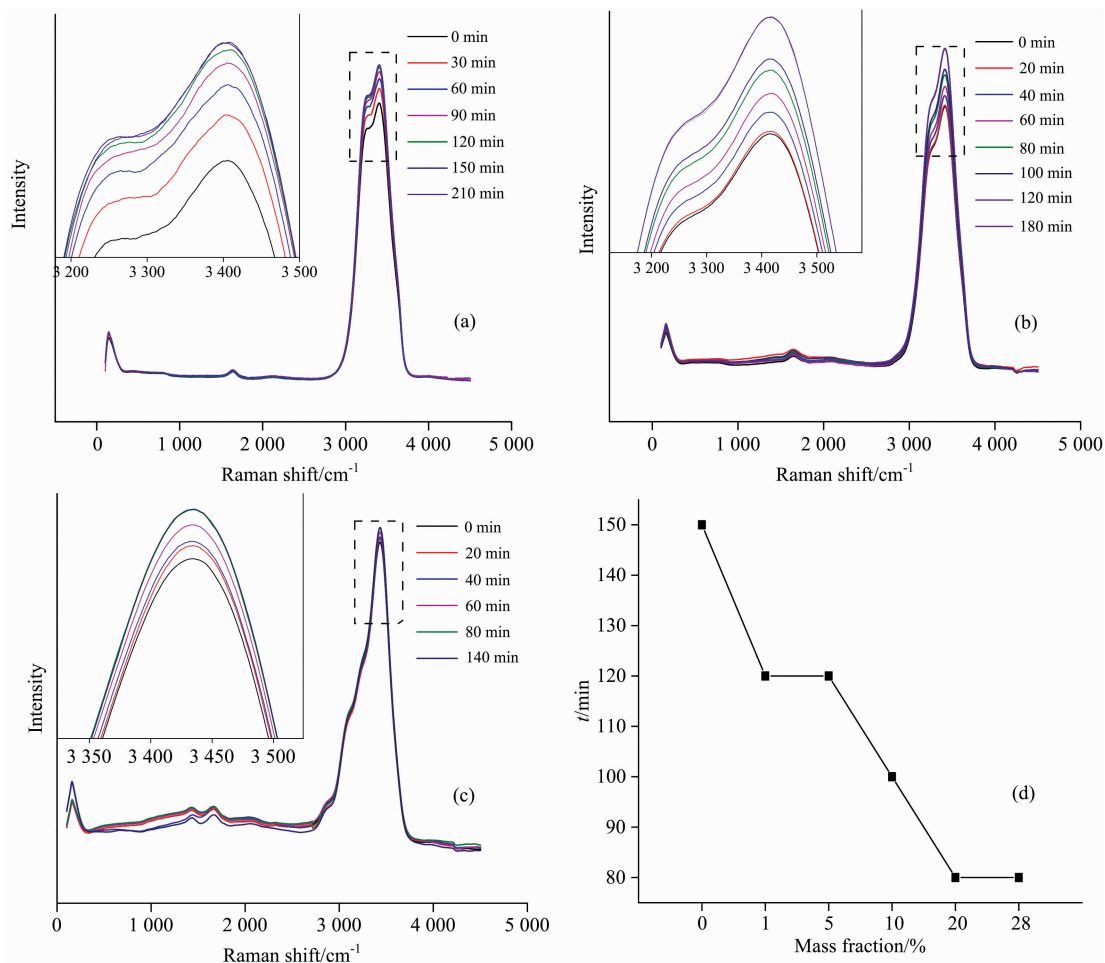 0 min
30 min
60 min
90 min
120 min
150 min
210 min
Intensity
3 200 3 300 3 400 3 500
(a)
0 1 000 2 000 3 000 4 000 5 000
Raman shift/cm⁻¹
0 min
20 min
40 min
60 min
80 min
100 min
120 min
180 min
Intensity
3 200 3 300 3 400 3 500
(b)
0 1 000 2 000 3 000 4 000 5 000
Raman shift/cm⁻¹
0 min
20 min
40 min
60 min
80 min
140 min
Intensity
3 350 3 400 3 450 3 500
(c)
0 1 000 2 000 3 000 4 000 5 000
Raman shift/cm⁻¹
150
140
130
120
110
100
90
80
t/min
(d)
0 1 5 10 20 28
Mass fraction/%